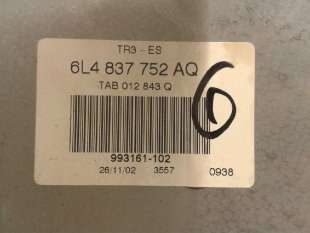 TR3 - ES
6L4 837 752 AQ
TAB 012 843 Q
6
993161-102
26/11/02 3557 0938